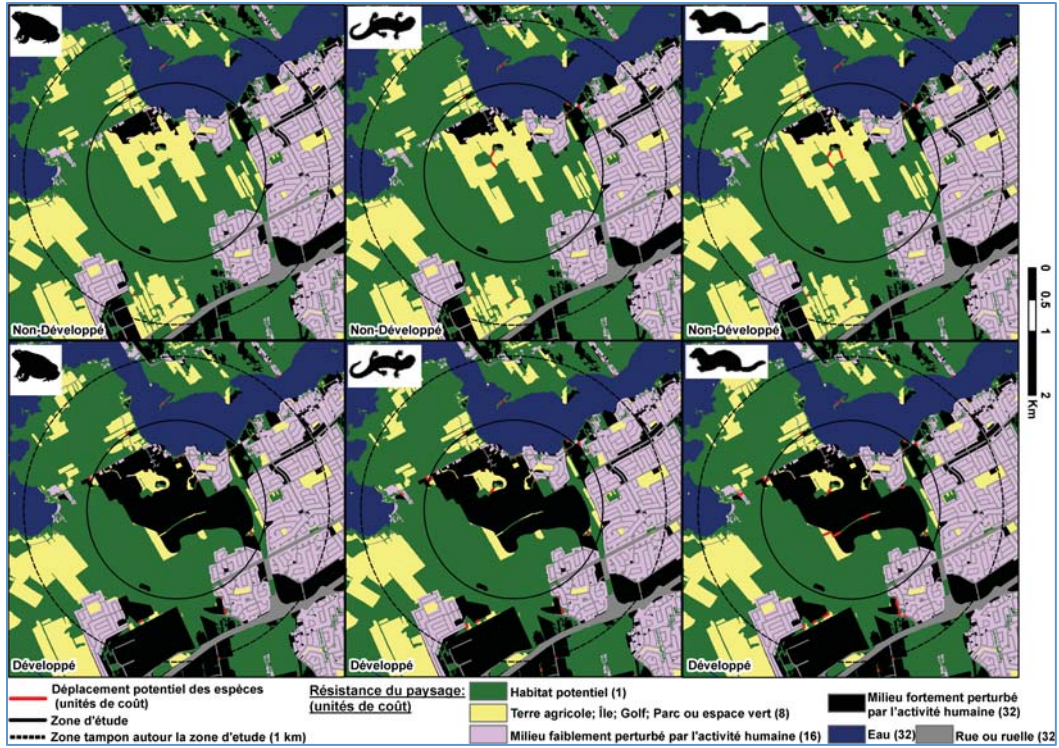 Non-Développé
Non-Développé
Non-Développé
Développé
Développé
Développé
0
0.5
1
2
Km
Déplacement potentiel des espèces
(unités de coût)
Zone d'étude
Zone tampon autour la zone d'etude (1 km)
Résistance du paysage:
(unités de coût)
Habitat potentiel (1)
Terre agricole; Île; Golf; Parc ou espace vert (8)
Milieu faiblement perturbé par l'activité humaine (16)
Milieu fortement perturbé
par l'activité humaine (32)
Eau (32)
Rue ou ruelle (32